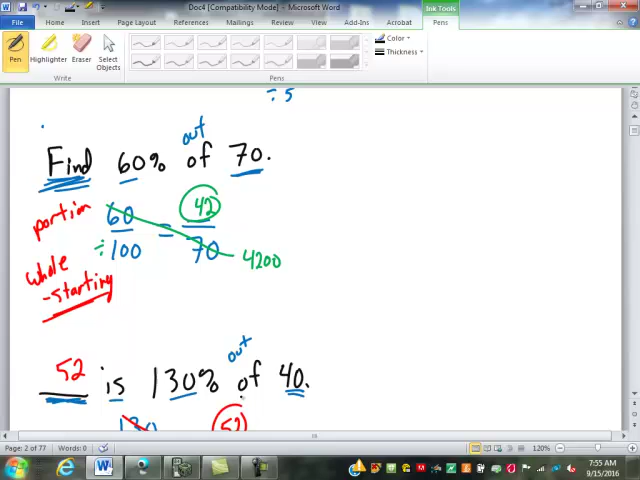 Doc4 [Compatibility Mode] - Microsoft Word
Ink Tools
File
Home
Insert
Page Layout
References
Mailings
Review
View
Add-Ins
Acrobat
Pens
Pen
Highlighter
Eraser
Select Objects
Color
Thickness
Write
Pens
÷ 5
out
Find 60% of 70.
portion 60 = 42
÷ 100 70 4200
whole
-starting
out
52 is 130% of 40.
130 52
Page: 2 of 77
Words: 0
120%
7:55 AM
9/15/2016